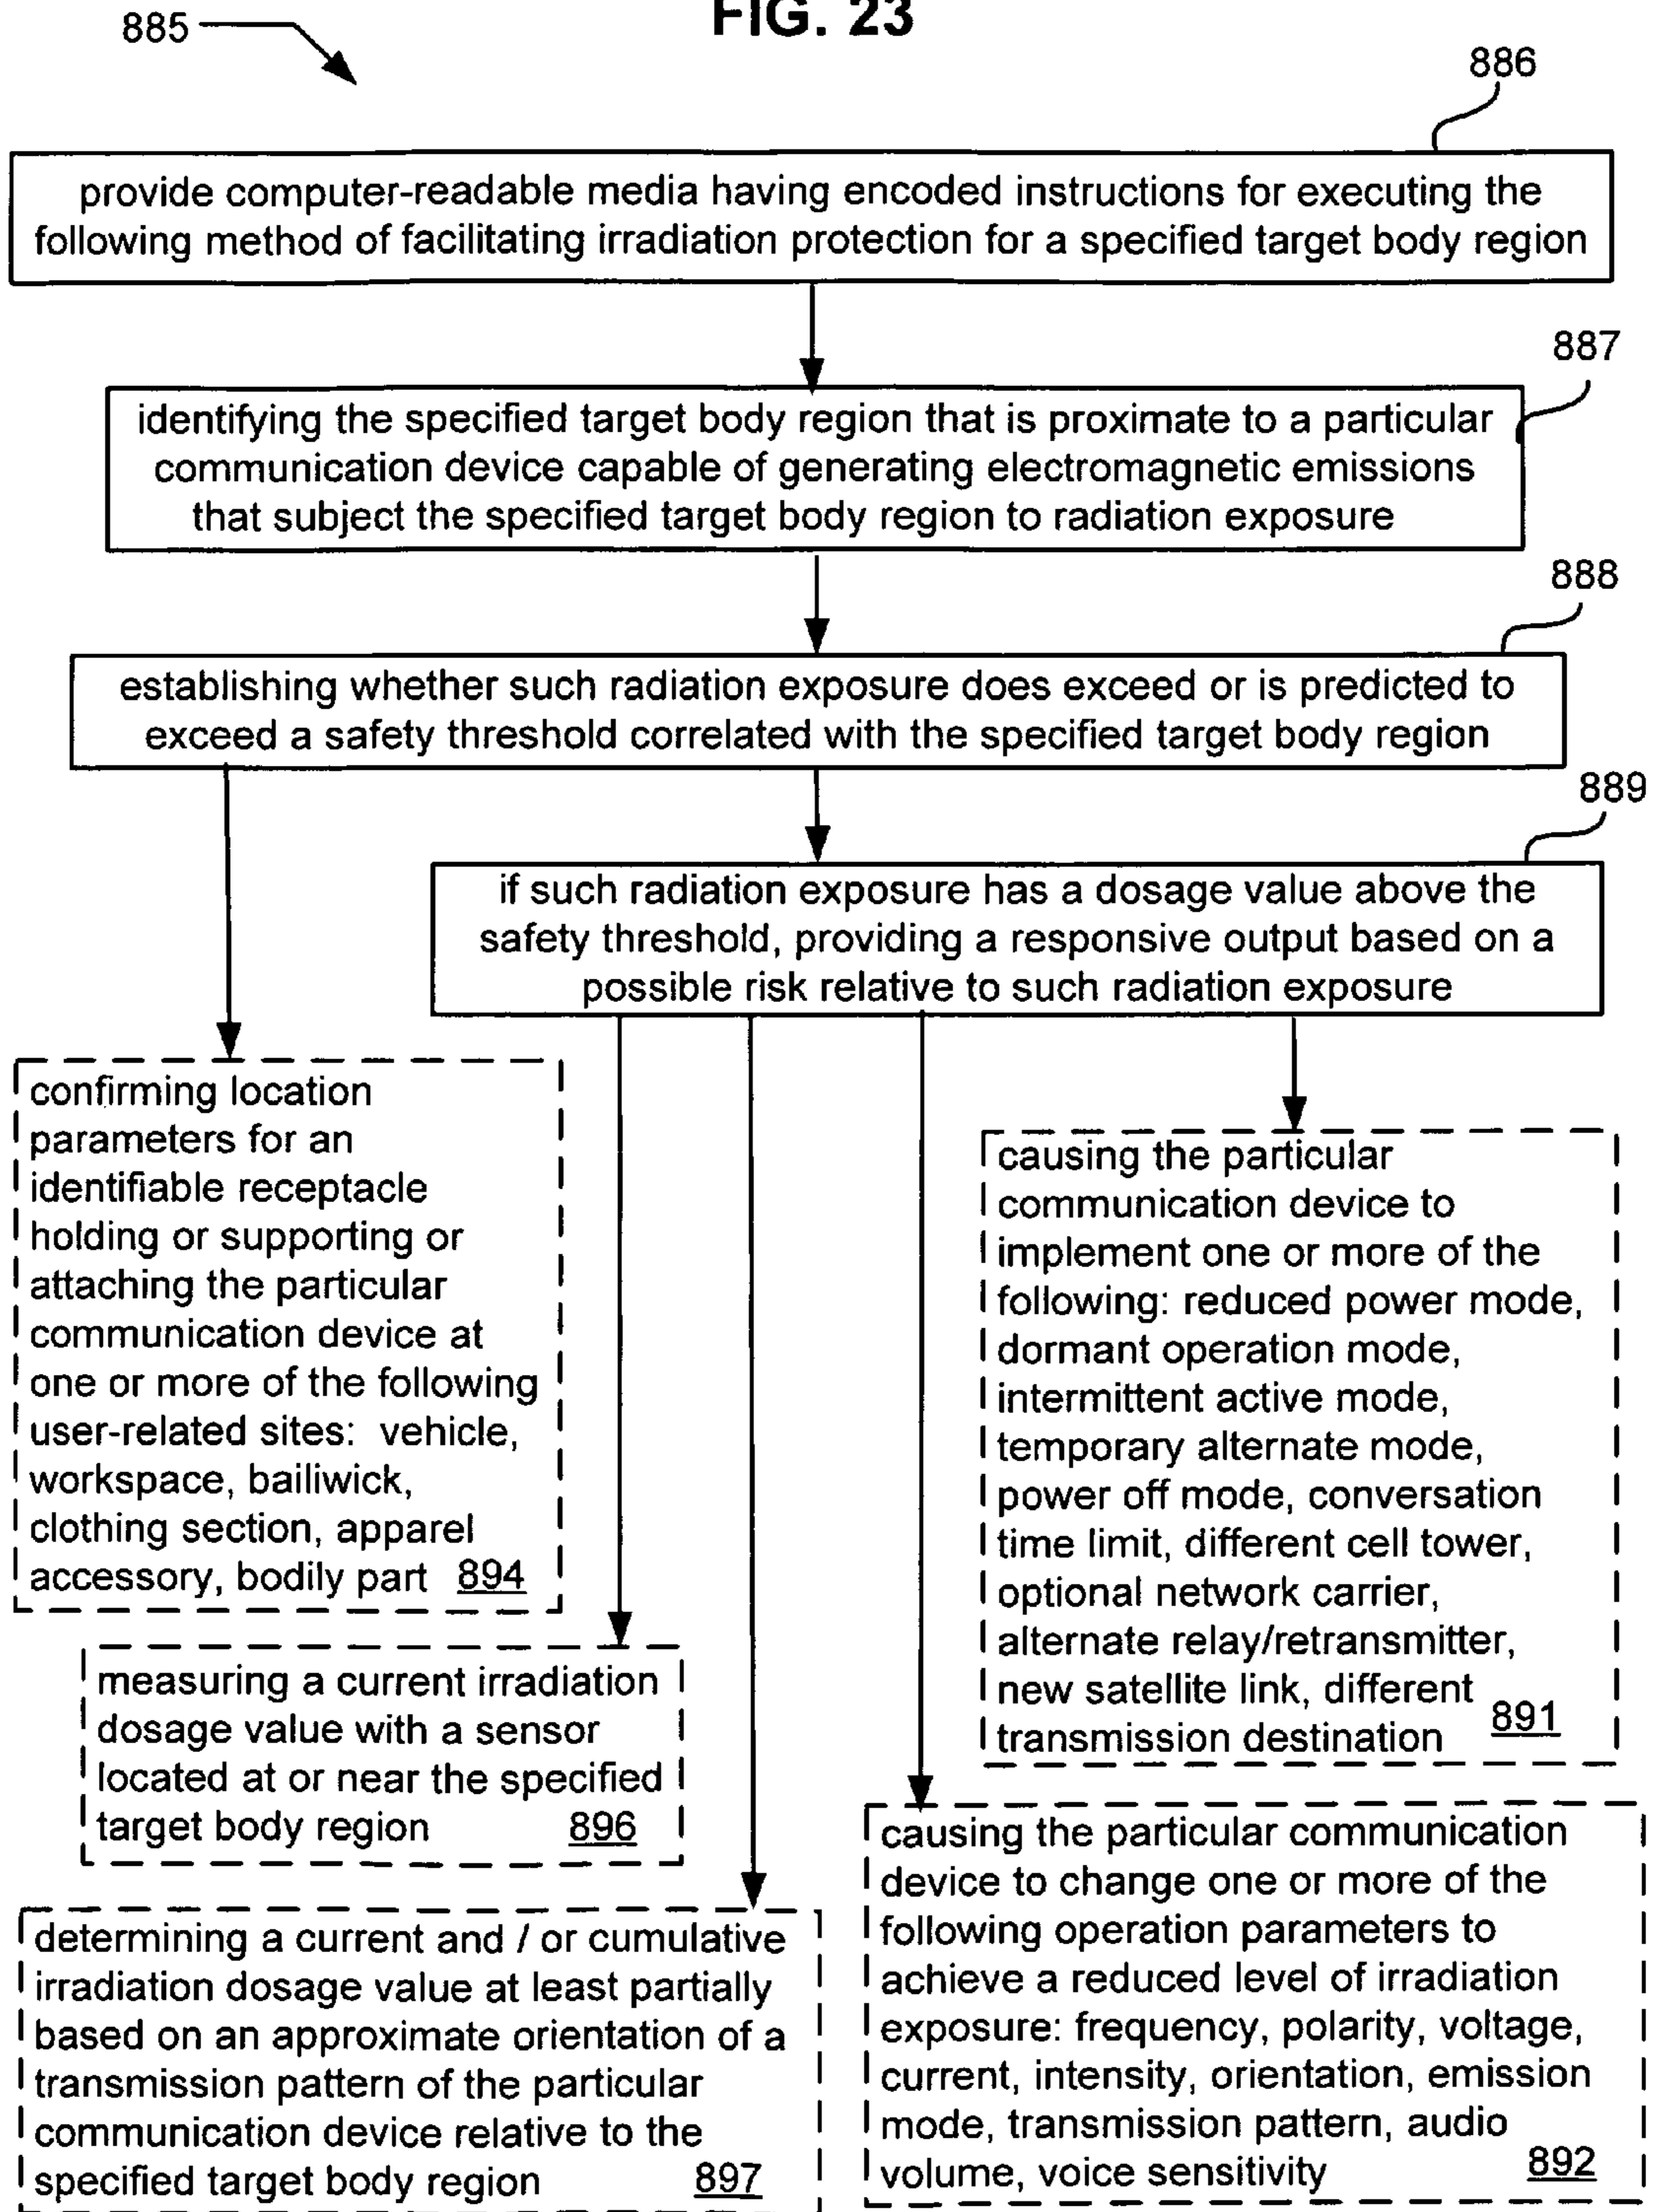 FIG. 23
885
886
provide computer-readable media having encoded instructions for executing the
following method of facilitating irradiation protection for a specified target body region
887
identifying the specified target body region that is proximate to a particular
communication device capable of generating electromagnetic emissions
that subject the specified target body region to radiation exposure
888
establishing whether such radiation exposure does exceed or is predicted to
exceed a safety threshold correlated with the specified target body region
889
if such radiation exposure has a dosage value above the
safety threshold, providing a responsive output based on a
possible risk relative to such radiation exposure
confirming location
parameters for an
identifiable receptacle
holding or supporting or
attaching the particular
communication device at
one or more of the following
user-related sites: vehicle,
workspace, bailiwick,
clothing section, apparel
accessory, bodily part 894
causing the particular
communication device to
implement one or more of the
following: reduced power mode,
dormant operation mode,
intermittent active mode,
temporary alternate mode,
power off mode, conversation
time limit, different cell tower,
optional network carrier,
alternate relay/retransmitter,
new satellite link, different
transmission destination 891
measuring a current irradiation
dosage value with a sensor
located at or near the specified
target body region 896
causing the particular communication
device to change one or more of the
following operation parameters to
achieve a reduced level of irradiation
exposure: frequency, polarity, voltage,
current, intensity, orientation, emission
mode, transmission pattern, audio
volume, voice sensitivity 892
determining a current and / or cumulative
irradiation dosage value at least partially
based on an approximate orientation of a
transmission pattern of the particular
communication device relative to the
specified target body region 897